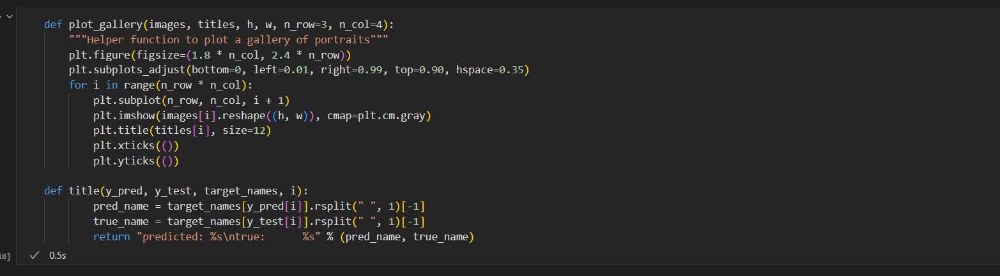 def plot_gallery(images, titles, h, w, n_row=3, n_col=4):
    """Helper function to plot a gallery of portraits"""
    plt.figure(figsize=(1.8 * n_col, 2.4 * n_row))
    plt.subplots_adjust(bottom=0, left=0.01, right=0.99, top=0.90, hspace=0.35)
    for i in range(n_row * n_col):
        plt.subplot(n_row, n_col, i + 1)
        plt.imshow(images[i].reshape((h, w)), cmap=plt.cm.gray)
        plt.title(titles[i], size=12)
        plt.xticks(())
        plt.yticks(())

def title(y_pred, y_test, target_names, i):
        pred_name = target_names[y_pred[i]].rsplit(" ", 1)[-1]
        true_name = target_names[y_test[i]].rsplit(" ", 1)[-1]
        return "predicted: %s\ntrue:      %s" % (pred_name, true_name)
18] 0.5s